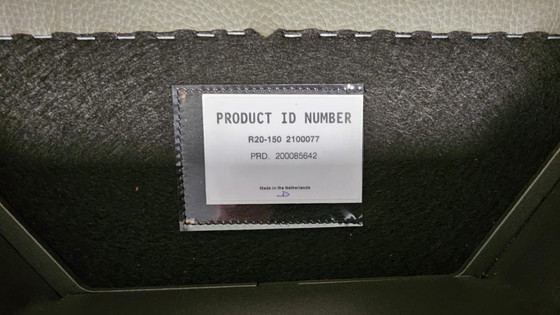 PRODUCT ID NUMBER
R20-150 2100077
PRD. 200085642
Made in the Netherlands